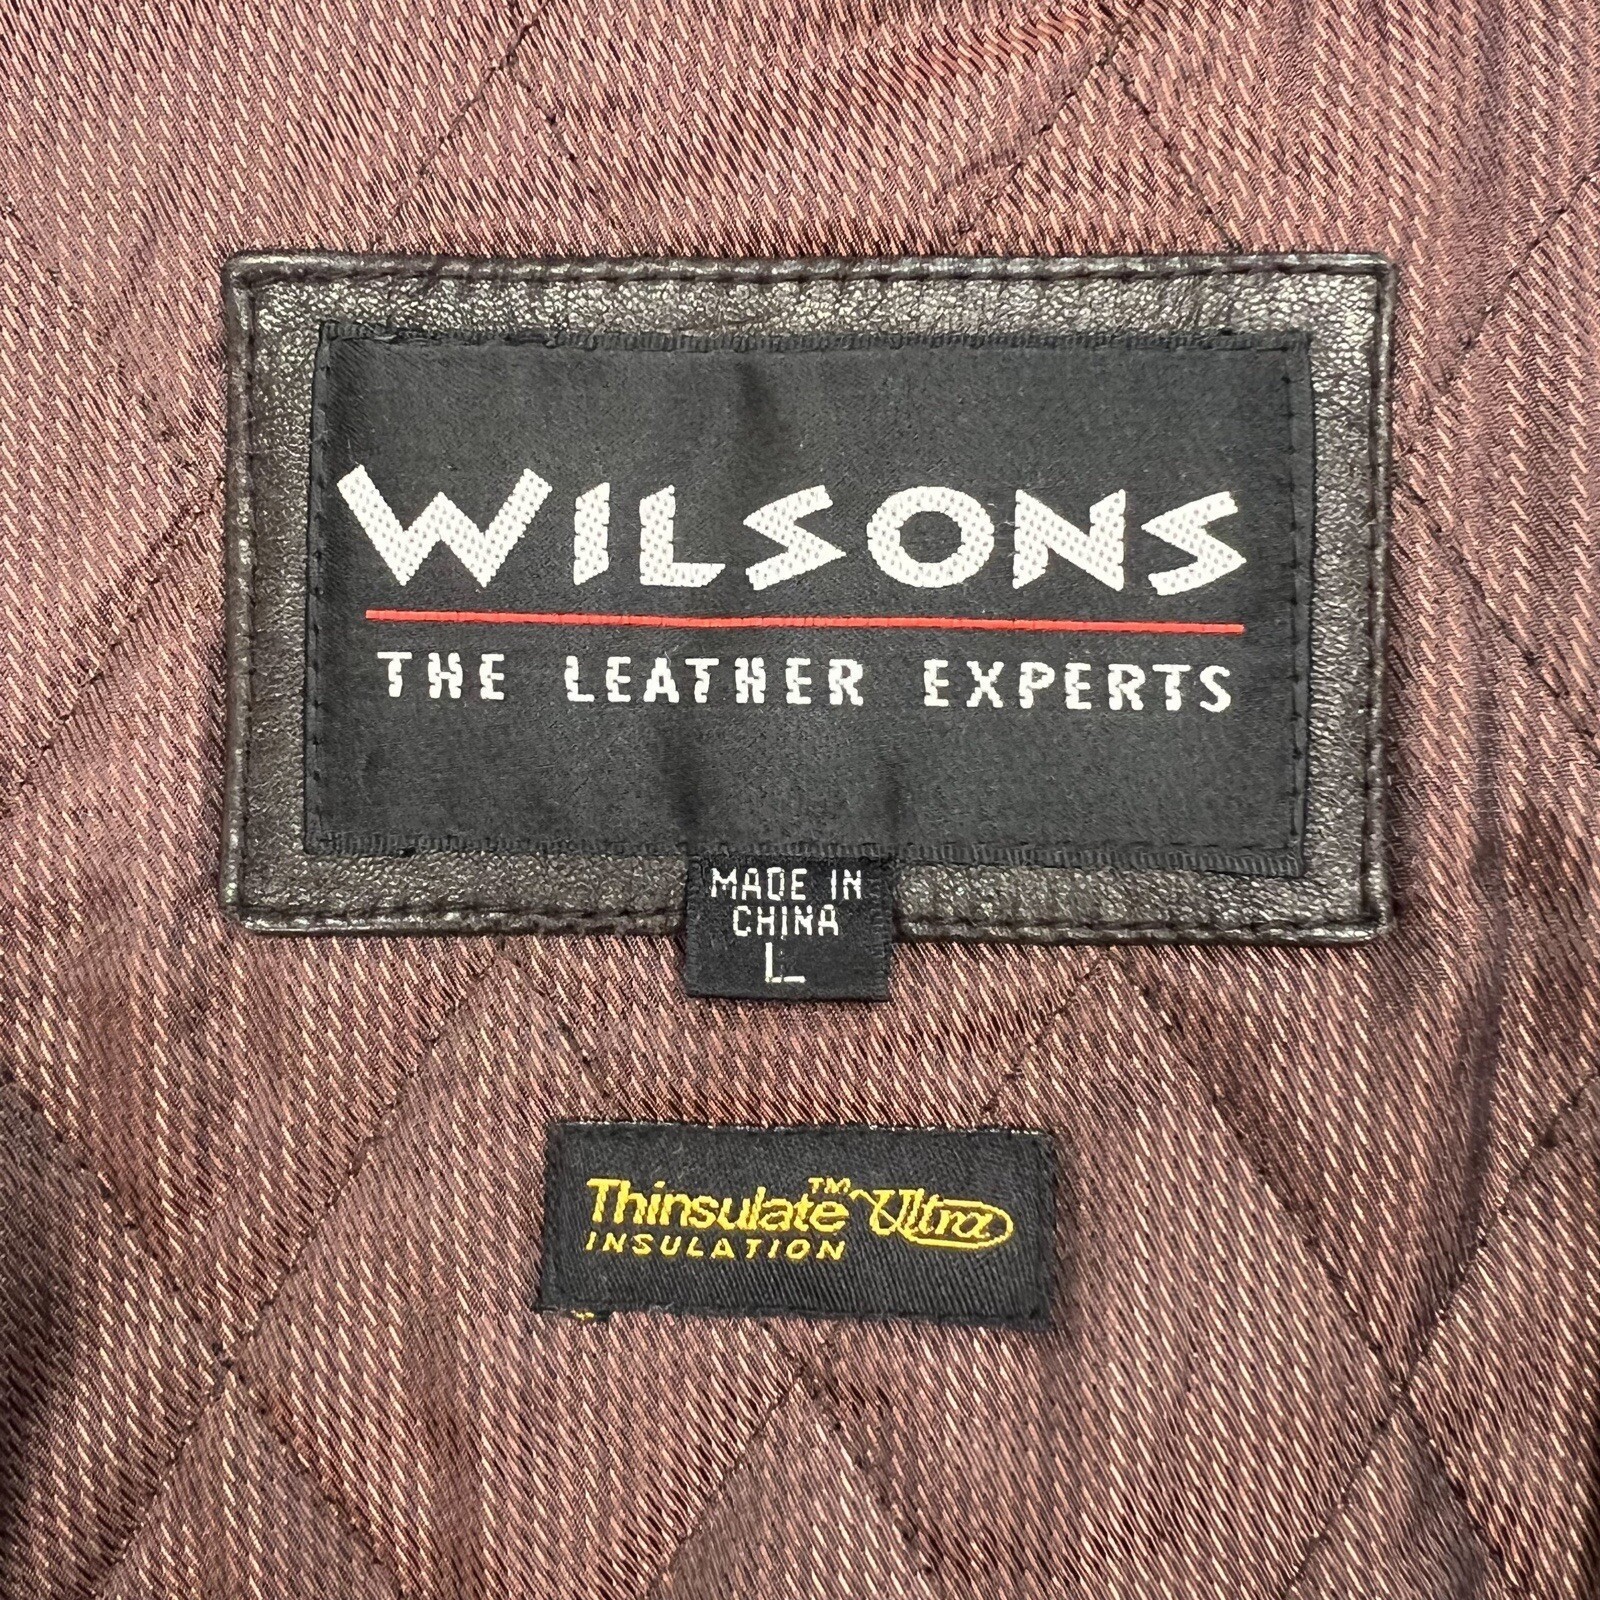 WILSONS
THE LEATHER EXPERTS
MADE IN
CHINA
L
Thinsulate™ Ultra
INSULATION